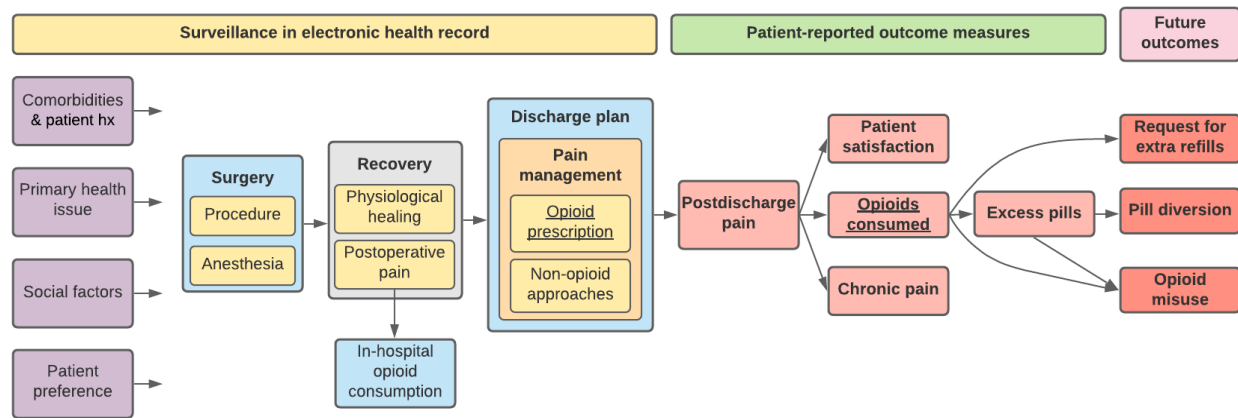 Surveillance in electronic health record
Patient-reported outcome measures
Future
outcomes
Comorbidities
& patient hx
Primary health
issue
Social factors
Patient
preference
Surgery
Procedure
Anesthesia
Recovery
Physiological
healing
Postoperative
pain
In-hospital
opioid
consumption
Discharge plan
Pain
management
Opioid
prescription
Non-opioid
approaches
Postdischarge
pain
Patient
satisfaction
Opioids
consumed
Chronic pain
Excess pills
Request for
extra refills
Pill diversion
Opioid
misuse